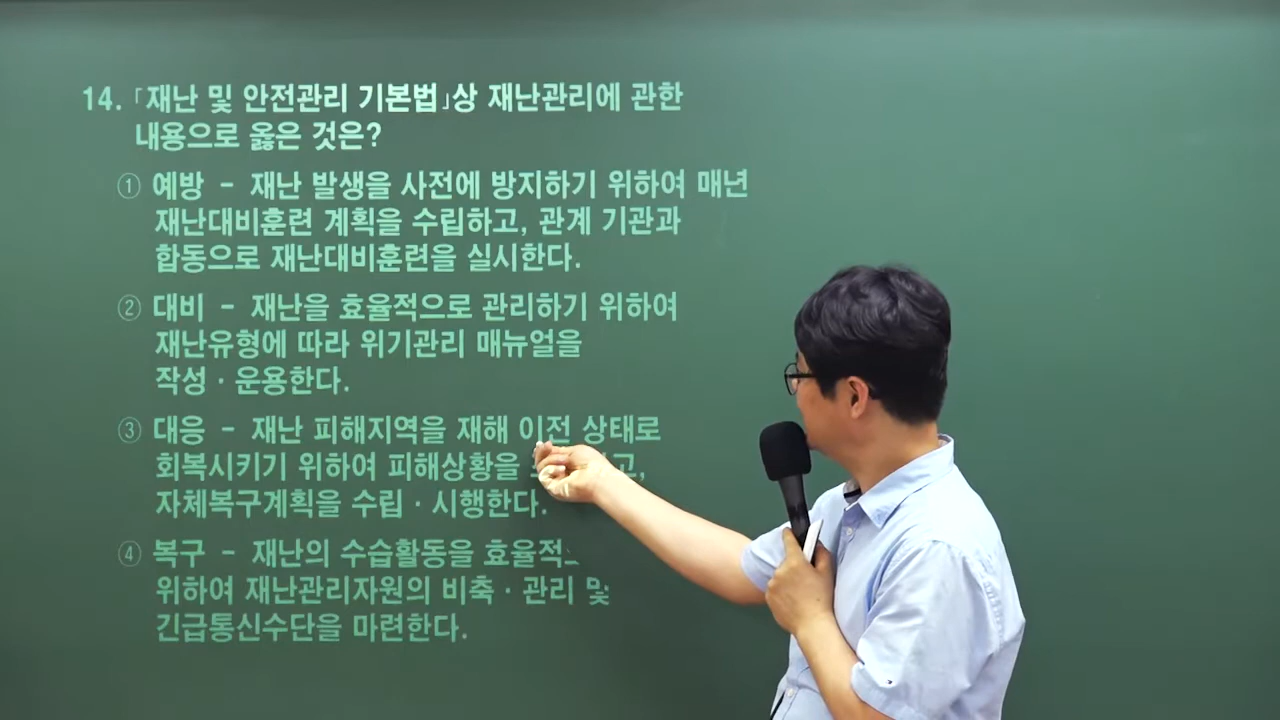 14. 「재난 및 안전관리 기본법」상 재난관리에 관한
내용으로 옳은 것은?
① 예방 - 재난 발생을 사전에 방지하기 위하여 매년
재난대비훈련 계획을 수립하고, 관계 기관과
합동으로 재난대비훈련을 실시한다.
② 대비 - 재난을 효율적으로 관리하기 위하여
재난유형에 따라 위기관리 매뉴얼을
작성 · 운용한다.
③ 대응 - 재난 피해지역을 재해 이전 상태로
회복시키기 위하여 피해상황을
자체복구계획을 수립 · 시행한다.
④ 복구 - 재난의 수습활동을
위하여 재난관리자원의 비축 · 관리 및
긴급통신수단을 마련한다.